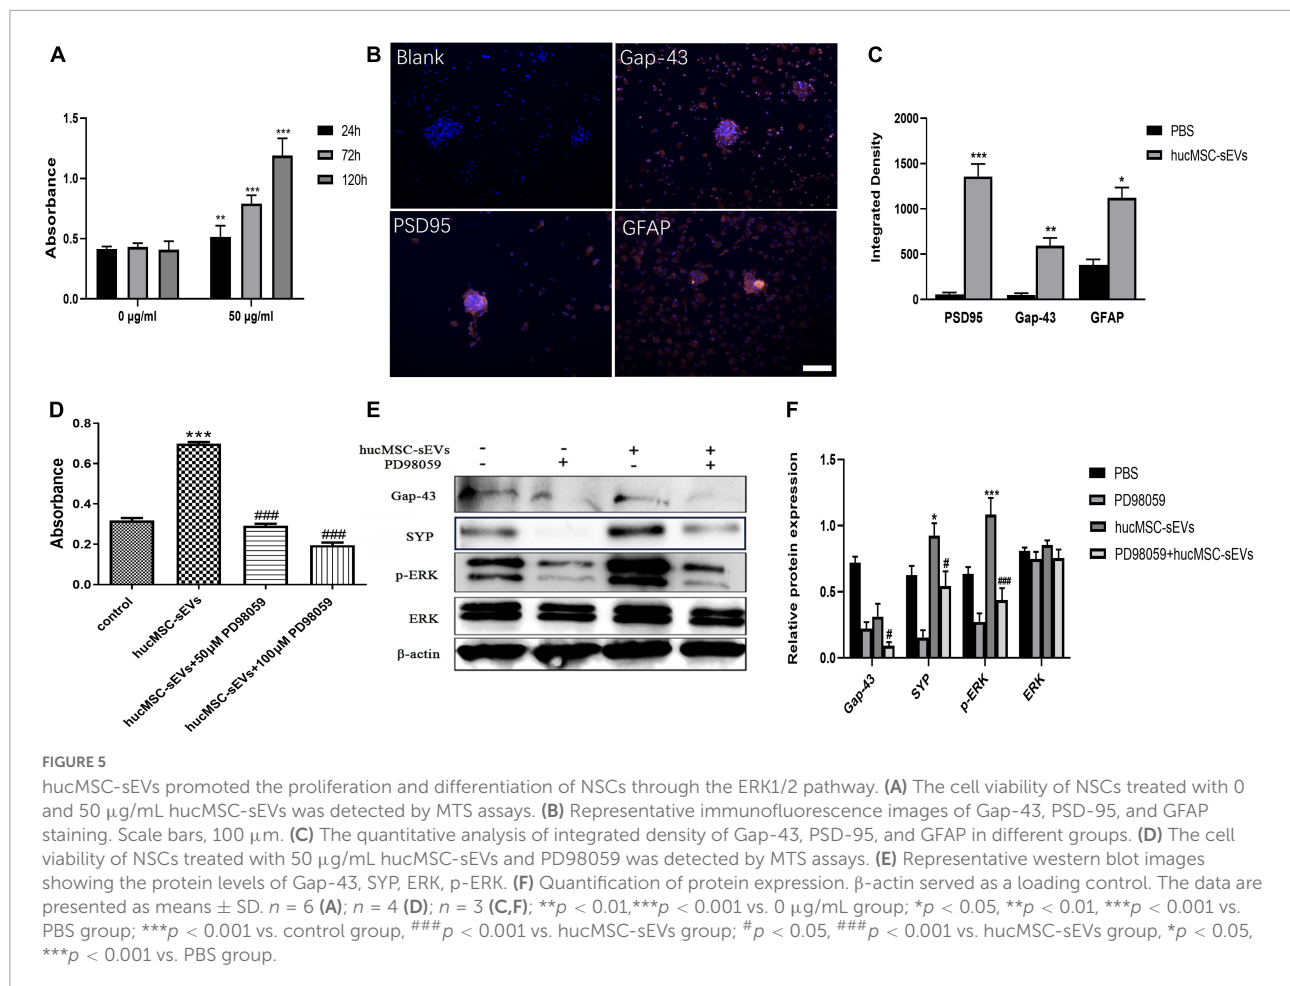 A
Absorbance
1.5
1.0
0.5
0.0
**
***
***
24h
72h
120h
0 μg/ml
50 μg/ml
B
Blank
Gap-43
PSD95
GFAP
C
Integrated Density
2000
1500
1000
500
0
***
**
*
PBS
hucMSC-sEVs
PSD95
Gap-43
GFAP
D
Absorbance
0.8
0.6
0.4
0.2
0.0
***
###
###
control
hucMSC-sEVs
hucMSC-sEVs+50μM PD98059
hucMSC-sEVs+100μM PD98059
E
hucMSC-sEVs - - + +
PD98059 - + - +
Gap-43
SYP
p-ERK
ERK
β-actin
F
Relative protein expression
1.5
1.0
0.5
0.0
#
*
#
***
###
PBS
PD98059
hucMSC-sEVs
PD98059+hucMSC-sEVs
Gap-43
SYP
p-ERK
ERK
FIGURE 5
hucMSC-sEVs promoted the proliferation and differentiation of NSCs through the ERK1/2 pathway. (A) The cell viability of NSCs treated with 0
and 50 μg/mL hucMSC-sEVs was detected by MTS assays. (B) Representative immunofluorescence images of Gap-43, PSD-95, and GFAP
staining. Scale bars, 100 μm. (C) The quantitative analysis of integrated density of Gap-43, PSD-95, and GFAP in different groups. (D) The cell
viability of NSCs treated with 50 μg/mL hucMSC-sEVs and PD98059 was detected by MTS assays. (E) Representative western blot images
showing the protein levels of Gap-43, SYP, ERK, p-ERK. (F) Quantification of protein expression. β-actin served as a loading control. The data are
presented as means ± SD. n = 6 (A); n = 4 (D); n = 3 (C,F); **p < 0.01,***p < 0.001 vs. 0 μg/mL group; *p < 0.05, **p < 0.01, ***p < 0.001 vs.
PBS group; ***p < 0.001 vs. control group, ###p < 0.001 vs. hucMSC-sEVs group; #p < 0.05, ###p < 0.001 vs. hucMSC-sEVs group, *p < 0.05,
***p < 0.001 vs. PBS group.